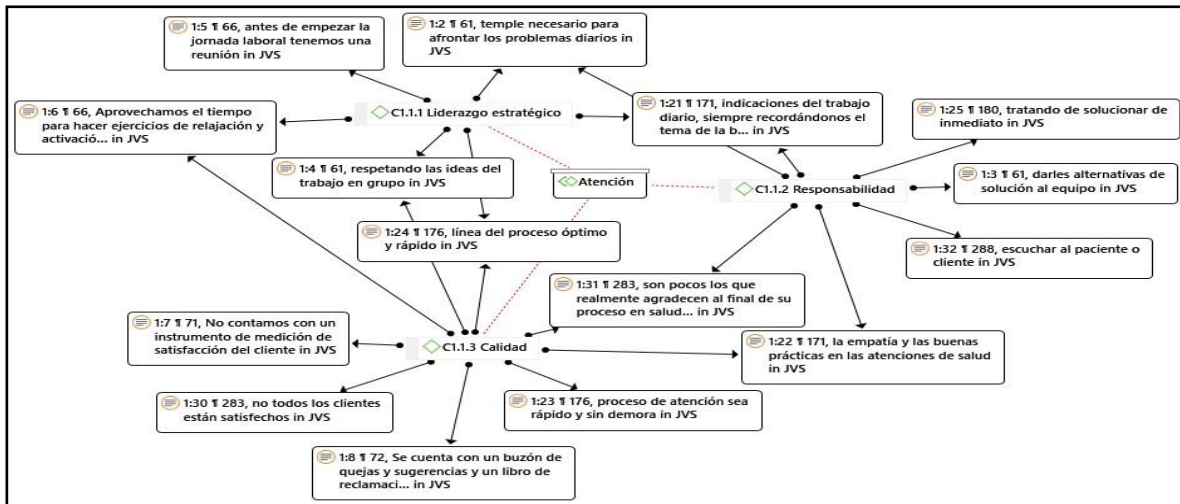 1:5 ¶ 66, antes de empezar la
jornada laboral tenemos una
reunión in JVS
1:2 ¶ 61, temple necesario para
afrontar los problemas diarios in
JVS
1:6 ¶ 66, Aprovechamos el tiempo
para hacer ejercicios de relajación y
activació... in JVS
C1.1.1 Liderazgo estratégico
1:21 ¶ 171, indicaciones del trabajo
diario, siempre recordándonos el
tema de la b... in JVS
1:25 ¶ 180, tratando de solucionar de
inmediato in JVS
1:4 ¶ 61, respetando las ideas del
trabajo en grupo in JVS
Atención
C1.1.2 Responsabilidad
1:3 ¶ 61, darles alternativas de
solución al equipo in JVS
1:24 ¶ 176, línea del proceso óptimo
y rápido in JVS
1:32 ¶ 288, escuchar al paciente o
cliente in JVS
1:31 ¶ 283, son pocos los que
realmente agradecen al final de su
proceso en salud... in JVS
1:7 ¶ 71, No contamos con un
instrumento de medición de
satisfacción del cliente in JVS
C1.1.3 Calidad
1:22 ¶ 171, la empatía y las buenas
prácticas en las atenciones de salud
in JVS
1:30 ¶ 283, no todos los clientes
están satisfechos in JVS
1:23 ¶ 176, proceso de atención sea
rápido y sin demora in JVS
1:8 ¶ 72, Se cuenta con un buzón de
quejas y sugerencias y un libro de
reclamaci... in JVS